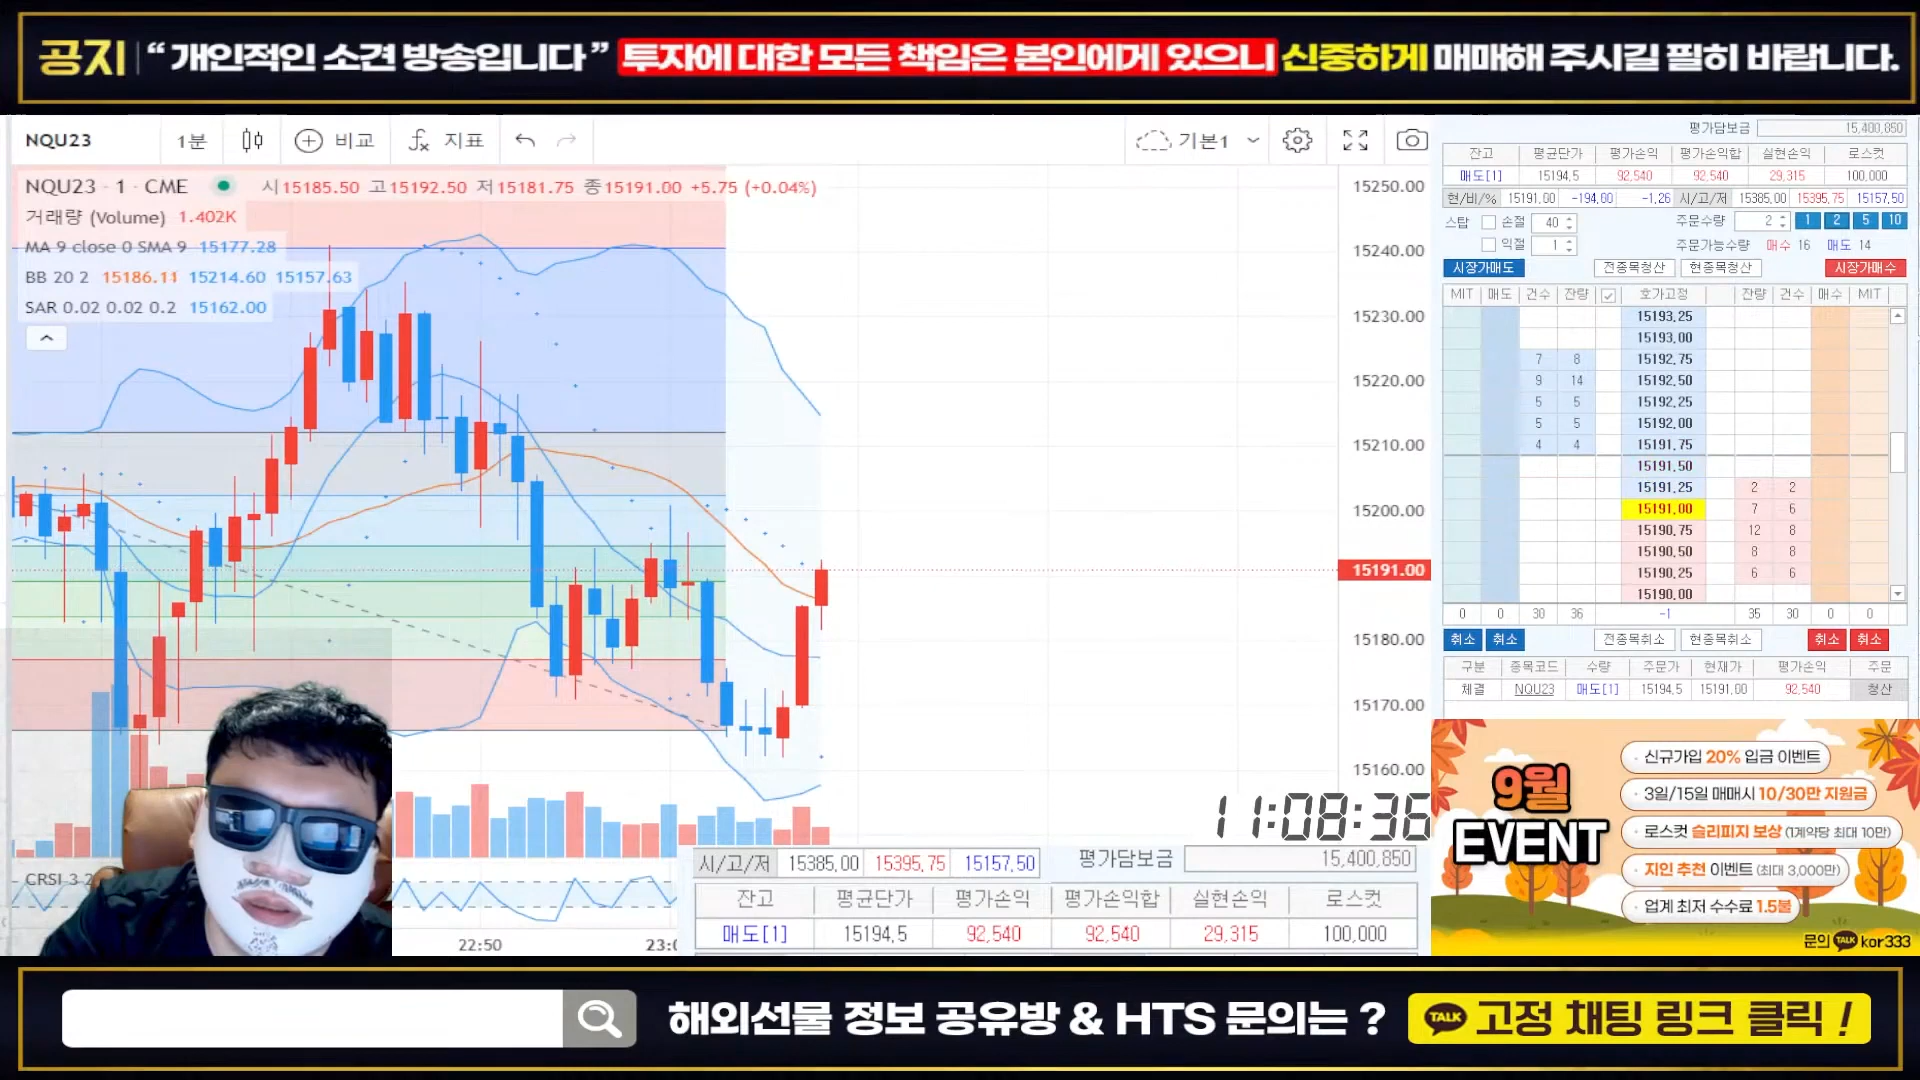 공지 “ 개인적인 소견 방송입니다 ” 투자에 대한 모든 책임은 본인에게 있으니 신중하게 매매해 주시길 필히 바랍니다.
NQU23 1분 비교 지표 기본1
NQU23 · 1 · CME 시15185.50 고15192.50 저15181.75 종15191.00 +5.75 (+0.04%)
거래량 (Volume) 1.402K
MA 9 close 0 SMA 9 15177.28
BB 20 2 15186.11 15214.60 15157.63
SAR 0.02 0.02 0.2 15162.00
15250.00
15240.00
15230.00
15220.00
15210.00
15200.00
15191.00
15180.00
15170.00
15160.00
11:08:36
CRSI 3 2
22:50
시/고/저 15385,00 15395,75 15157,50 평가담보금 15,400,850
잔고 평균단가 평가손익 평가손익합 실현손익 로스컷
매도[1] 15194,5 92,540 92,540 29,315 100,000
평가담보금 15,400,850
잔고 평균단가 평가손익 평가손익합 실현손익 로스컷
매도[1] 15194,5 92,540 92,540 29,315 100,000
현/비/% 15191,00 -194,00 -1,26 시/고/저 15385,00 15395,75 15157,50
스탑 손절 40 주문수량 2 1 2 5 10
익절 1 주문가능수량 매수 16 매도 14
시장가매도 전종목청산 현종목청산 시장가매수
MIT 매도 건수 잔량 호가고정 잔량 건수 매수 MIT
15193,25
15193,00
7 8 15192,75
9 14 15192,50
5 5 15192,25
5 5 15192,00
4 4 15191,75
15191,50
15191,25 2 2
15191,00 7 6
15190,75 12 8
15190,50 8 8
15190,25 6 6
15190,00
0 0 30 36 -1 35 30 0 0
취소 취소 전종목취소 현종목취소 취소 취소
구분 종목코드 수량 주문가 현재가 평가손익 주문
체결 NQU23 매도[1] 15194,5 15191,00 92,540 청산
9월
EVENT
· 신규가입 20% 입금 이벤트
· 3일/15일 매매시 10/30만 지원금
· 로스컷 슬리피지 보상 (1계약당 최대 10만)
· 지인 추천 이벤트 (최대 3,000만)
· 업계 최저 수수료 1.5불
문의 TALK kor333
해외선물 정보 공유방 & HTS 문의는 ? TALK 고정 채팅 링크 클릭 !